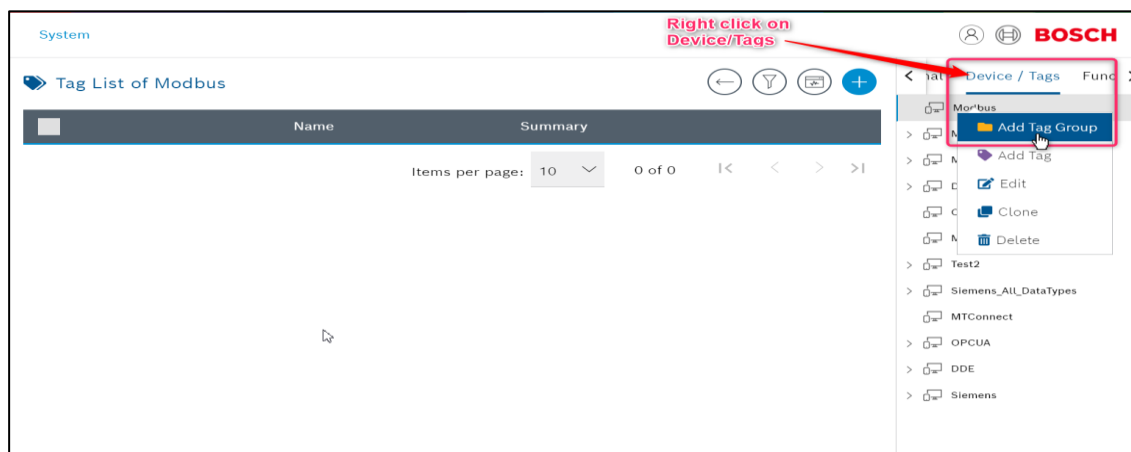 System
Right click on
Device/Tags
BOSCH
Tag List of Modbus
Device / Tags
Func
Modbus
Name
Summary
Add Tag Group
Add Tag
Items per page: 10
0 of 0
Edit
Clone
Delete
Test2
Siemens_All_DataTypes
MTConnect
OPCUA
DDE
Siemens